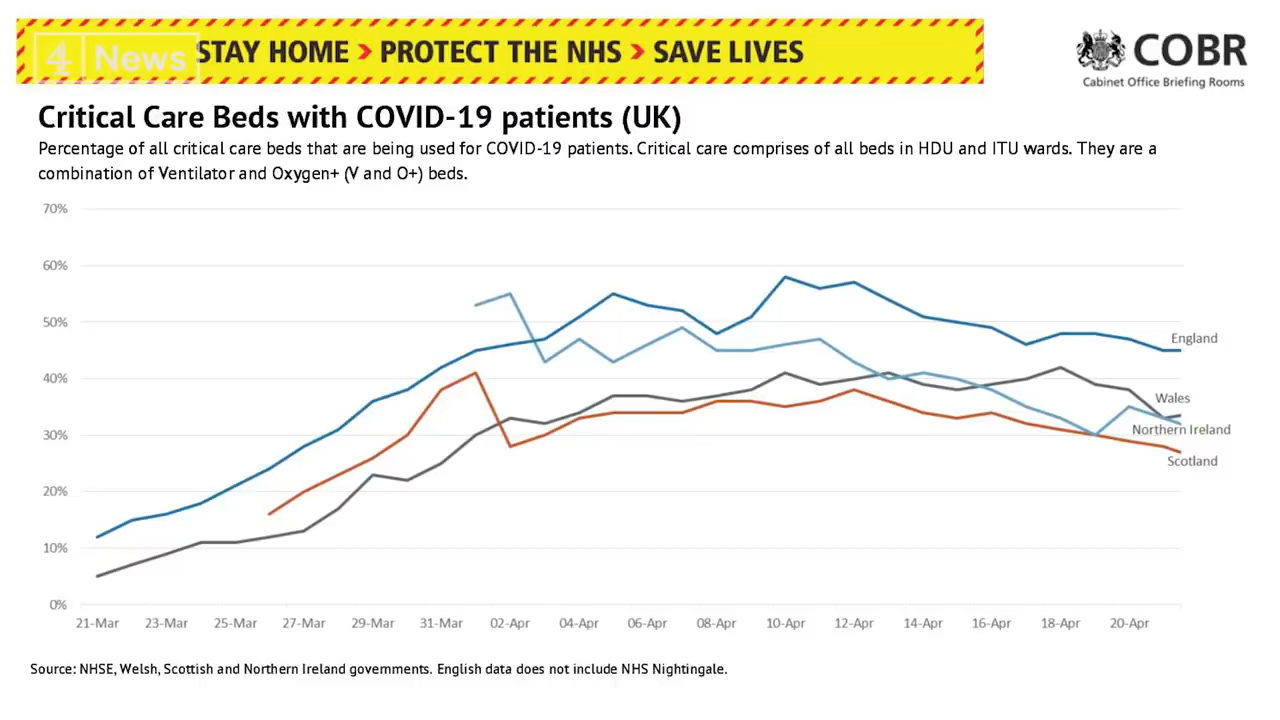 4 News
STAY HOME > PROTECT THE NHS > SAVE LIVES
COBR
Cabinet Office Briefing Rooms
Critical Care Beds with COVID-19 patients (UK)
Percentage of all critical care beds that are being used for COVID-19 patients. Critical care comprises of all beds in HDU and ITU wards. They are a
combination of Ventilator and Oxygen+ (V and O+) beds.
70%
60%
50%
40%
30%
20%
10%
0%
England
Wales
Northern Ireland
Scotland
21-Mar 23-Mar 25-Mar 27-Mar 29-Mar 31-Mar 02-Apr 04-Apr 06-Apr 08-Apr 10-Apr 12-Apr 14-Apr 16-Apr 18-Apr 20-Apr
Source: NHSE, Welsh, Scottish and Northern Ireland governments. English data does not include NHS Nightingale.